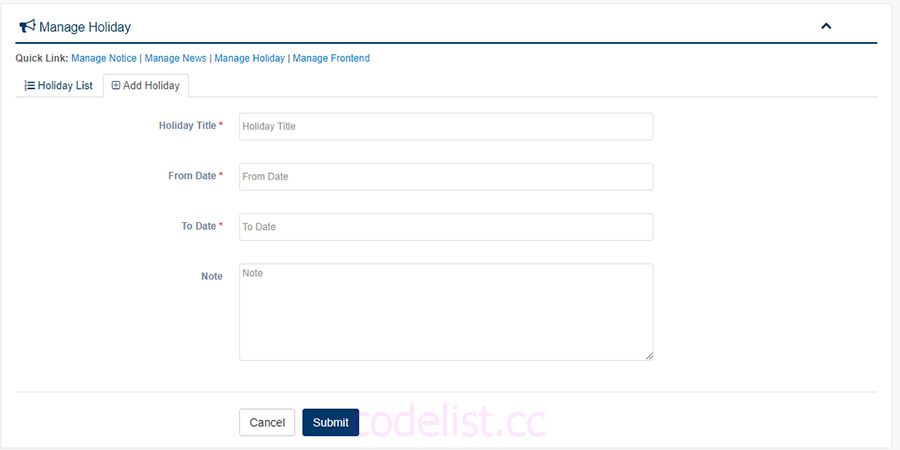 Manage Holiday
Quick Link: Manage Notice | Manage News | Manage Holiday | Manage Frontend
Holiday List Add Holiday
Holiday Title * Holiday Title
From Date * From Date
To Date * To Date
Note Note
Cancel Submit codelist.cc